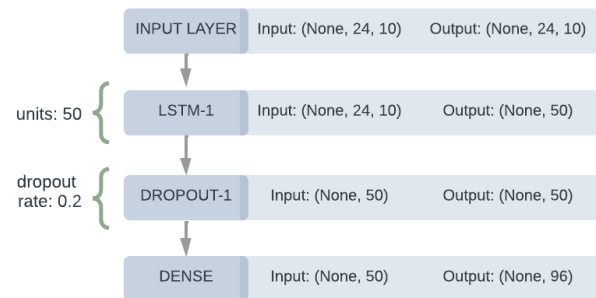 INPUT LAYER Input: (None, 24, 10) Output: (None, 24, 10)
units: 50 LSTM-1 Input: (None, 24, 10) Output: (None, 50)
dropout
rate: 0.2 DROPOUT-1 Input: (None, 50) Output: (None, 50)
DENSE Input: (None, 50) Output: (None, 96)